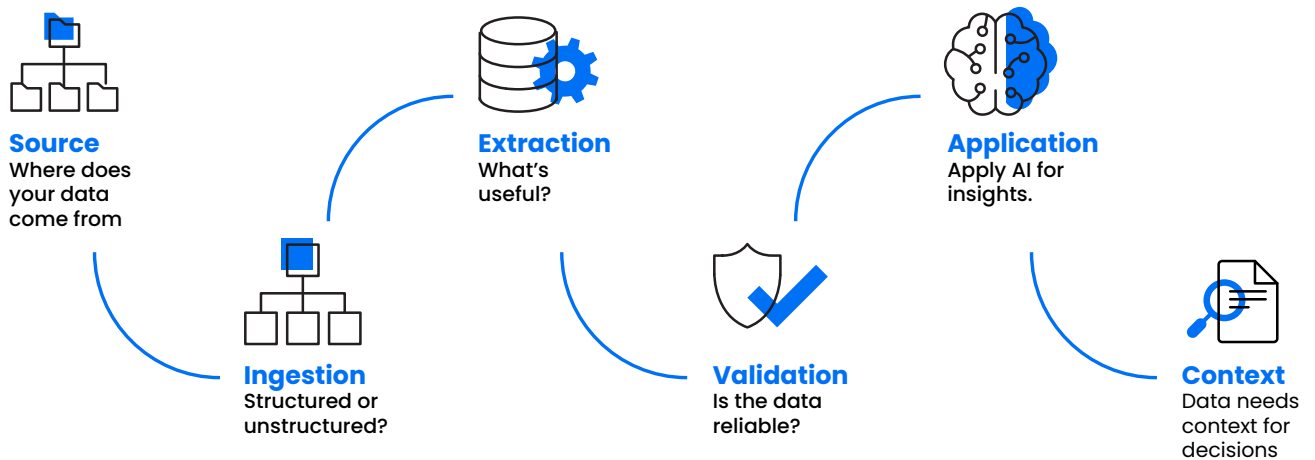 Source
Where does
your data
come from
Ingestion
Structured or
unstructured?
Extraction
What's
useful?
Validation
Is the data
reliable?
Application
Apply AI for
insights.
Context
Data needs
context for
decisions